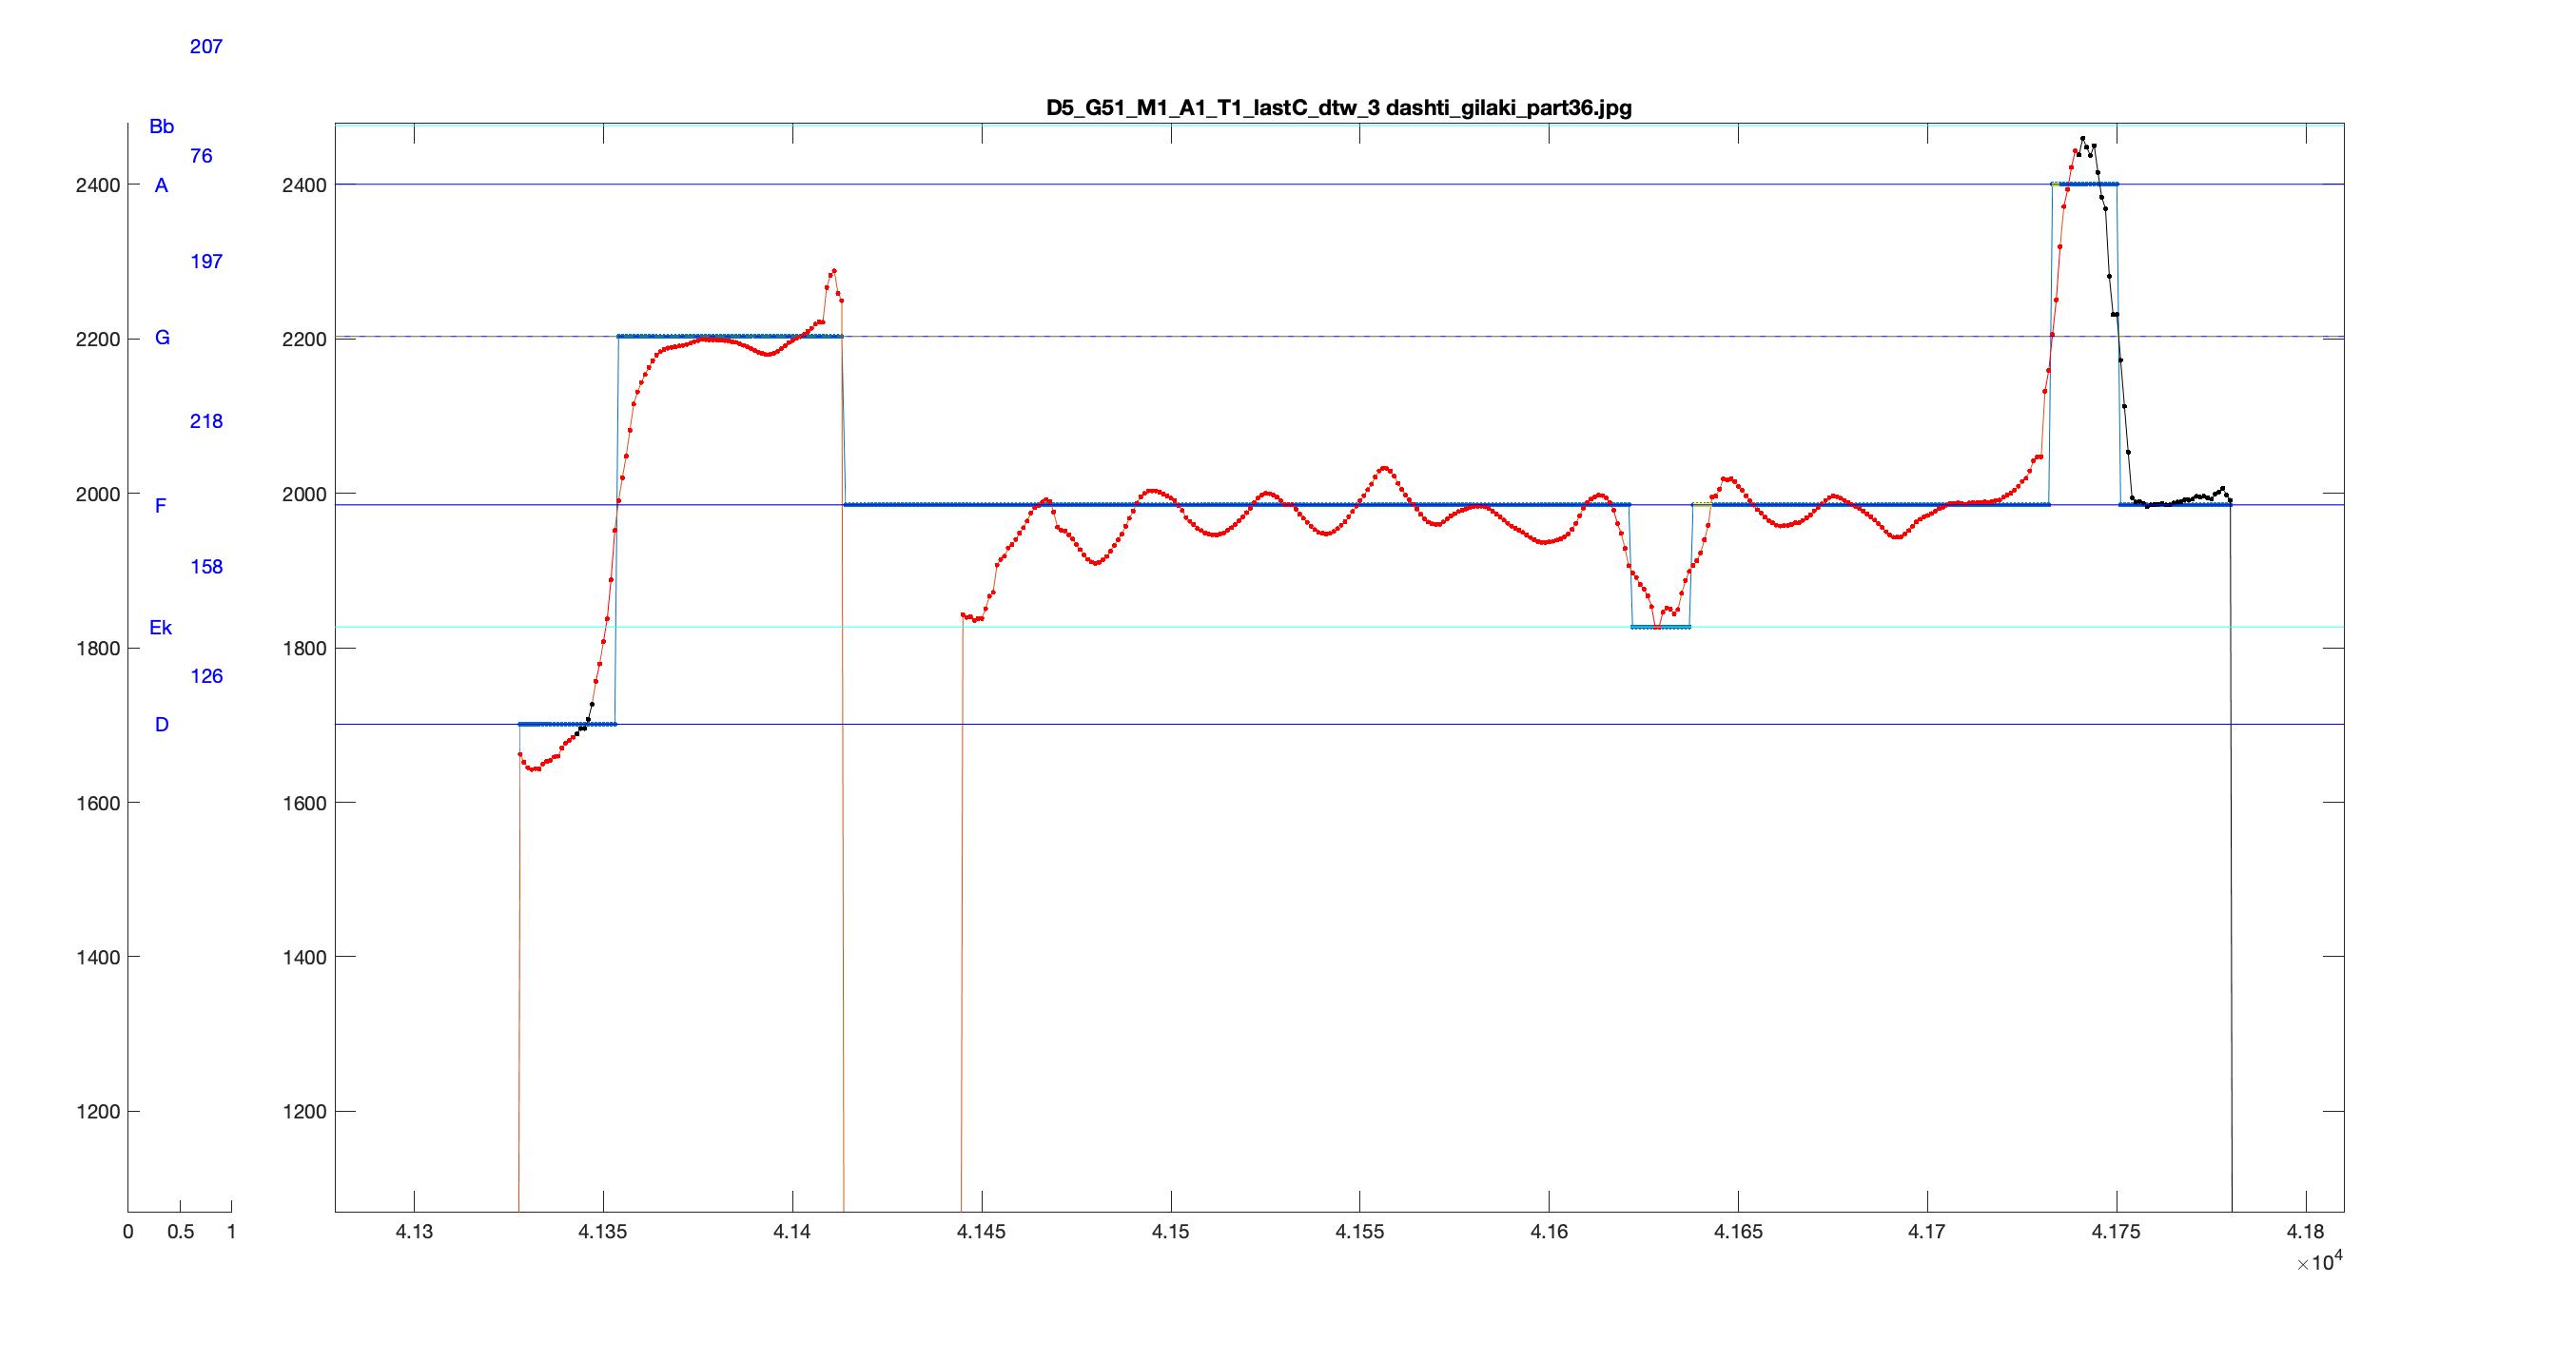 207
D5_G51_M1_A1_T1_lastC_dtw_3 dashti_gilaki_part36.jpg
Bb
76
2400 A 2400
197
2200 G 2200
218
2000 F 2000
158
Ek
1800 1800
126
D
1600 1600
1400 1400
1200 1200
0 0.5 1 4.13 4.135 4.14 4.145 4.15 4.155 4.16 4.165 4.17 4.175 4.18
×10⁴